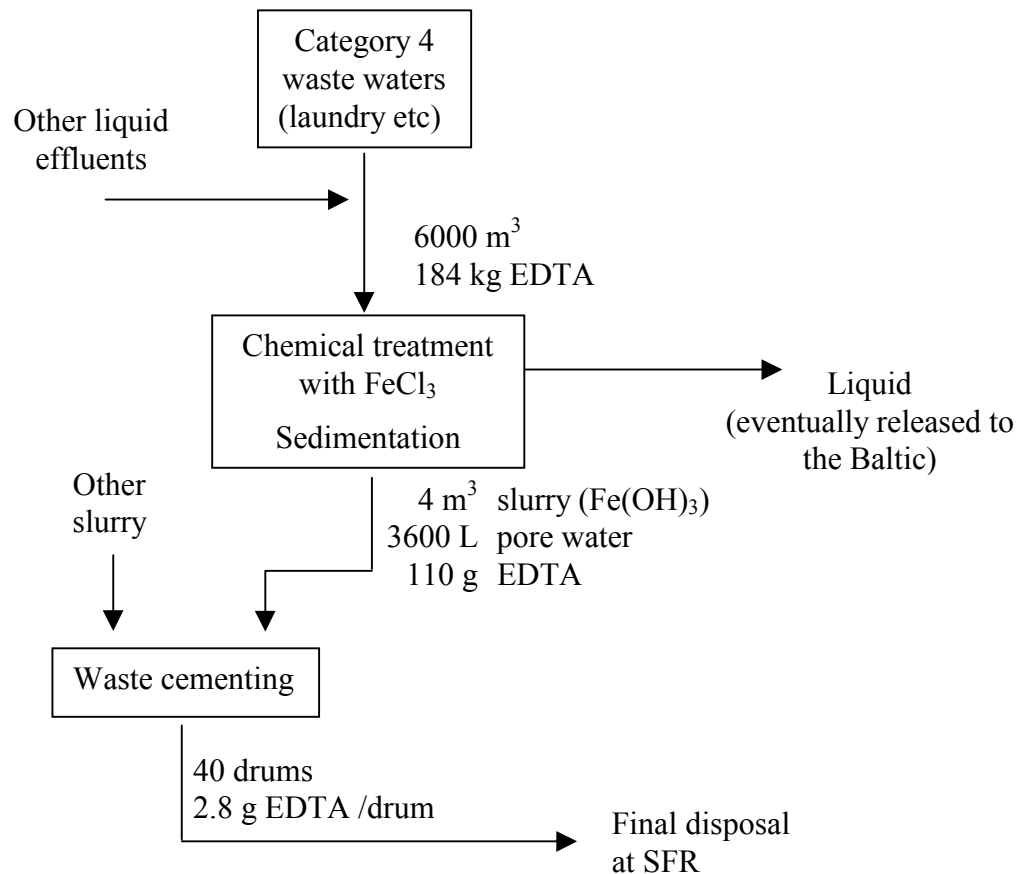 Category 4
waste waters
(laundry etc)
Other liquid
effluents
6000 m³
184 kg EDTA
Chemical treatment
with FeCl₃
Sedimentation
Liquid
(eventually released to
the Baltic)
Other
slurry
4 m³ slurry (Fe(OH)₃)
3600 L pore water
110 g EDTA
Waste cementing
40 drums
2.8 g EDTA /drum
Final disposal
at SFR